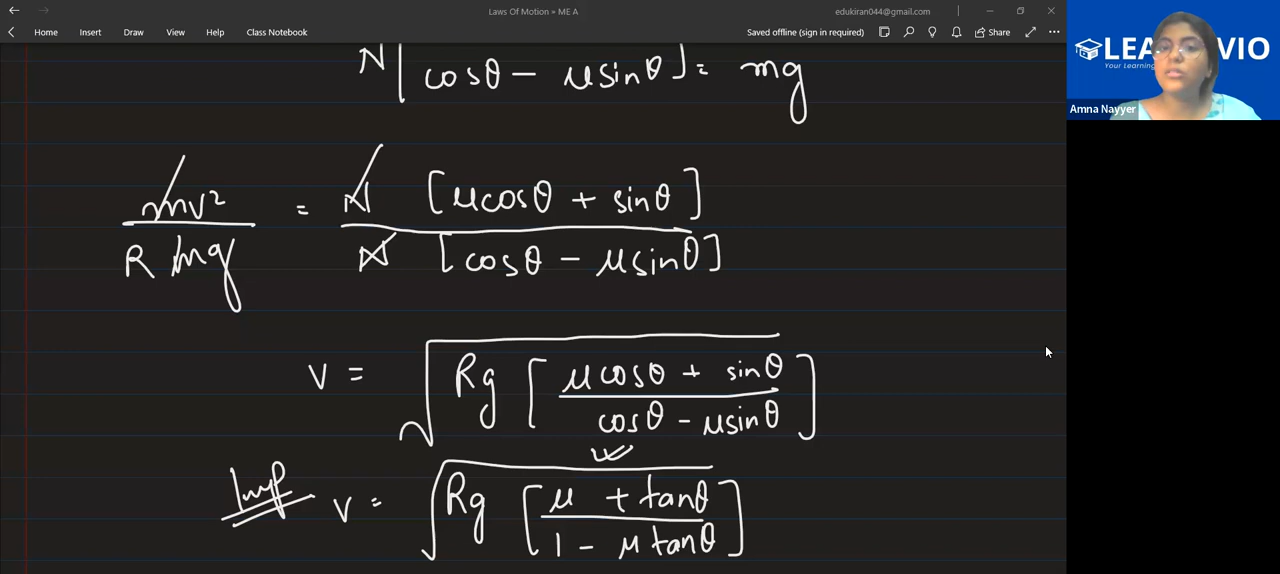 Laws Of Motion » ME A
edukiran044@gmail.com
Home Insert Draw View Help Class Notebook
Saved offline (sign in required)
Share
N[cosθ - μsinθ] = mg
mv² / R mg = N [μcosθ + sinθ] / N [cosθ - μsinθ]
v = √Rg [μcosθ + sinθ / cosθ - μsinθ]
Imp v = √Rg [μ + tanθ / 1 - μtanθ]
LEA VIO
Your Learning
Amna Nayyer